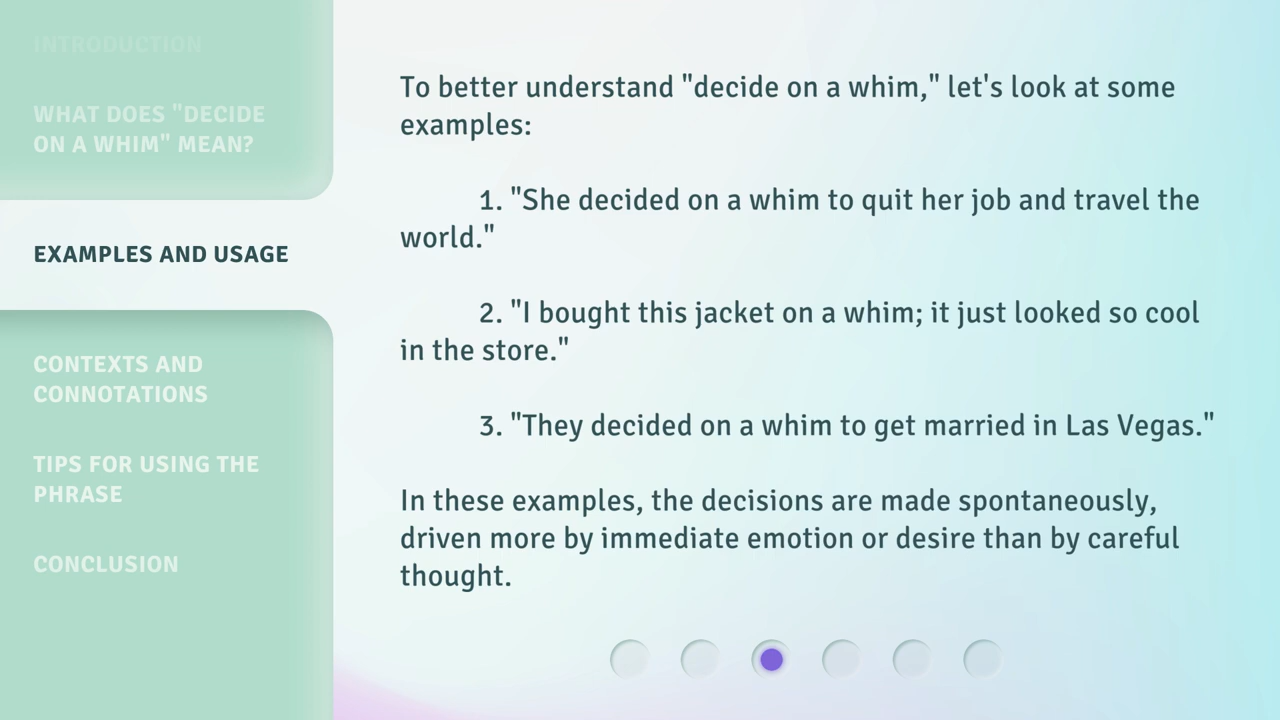 INTRODUCTION
WHAT DOES "DECIDE
ON A WHIM" MEAN?
EXAMPLES AND USAGE
CONTEXTS AND
CONNOTATIONS
TIPS FOR USING THE
PHRASE
CONCLUSION
To better understand "decide on a whim," let's look at some
examples:
1. "She decided on a whim to quit her job and travel the
world."
2. "I bought this jacket on a whim; it just looked so cool
in the store."
3. "They decided on a whim to get married in Las Vegas."
In these examples, the decisions are made spontaneously,
driven more by immediate emotion or desire than by careful
thought.